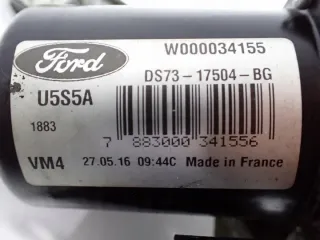 Ford
W000034155
DS73-17504-BG
U5S5A
1883
7 883000 341556
VM4 27.05.16 09:44C Made in France